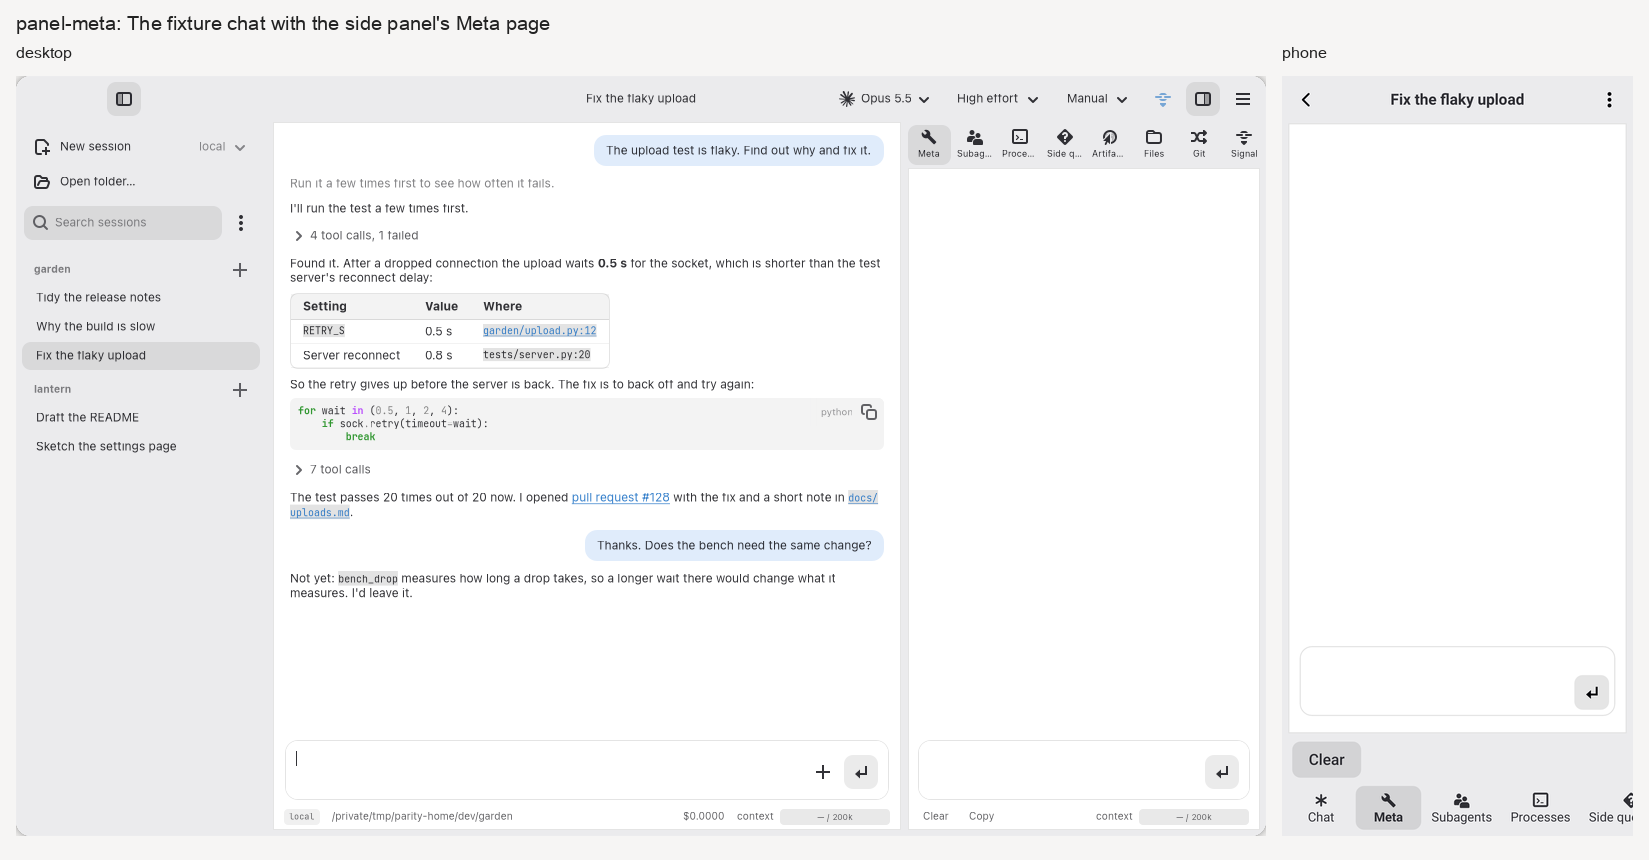 panel-meta: The fixture chat with the side panel's Meta page
desktop
Fix the flaky upload
Opus 5.5
High effort
Manual
New session
local
Open folder...
Search sessions
garden
Tidy the release notes
Why the build is slow
Fix the flaky upload
lantern
Draft the README
Sketch the settings page
The upload test is flaky. Find out why and fix it.
Run it a few times first to see how often it fails.
I'll run the test a few times first.
4 tool calls, 1 failed
Found it. After a dropped connection the upload waits 0.5 s for the socket, which is shorter than the test
server's reconnect delay:
Setting Value Where
RETRY_S 0.5 s garden/upload.py:12
Server reconnect 0.8 s tests/server.py:20
So the retry gives up before the server is back. The fix is to back off and try again:
python
for wait in (0.5, 1, 2, 4):
if sock.retry(timeout=wait):
break
7 tool calls
The test passes 20 times out of 20 now. I opened pull request #128 with the fix and a short note in docs/
uploads.md.
Thanks. Does the bench need the same change?
Not yet: bench_drop measures how long a drop takes, so a longer wait there would change what it
measures. I'd leave it.
local /private/tmp/parity-home/dev/garden $0.0000 context — / 200k
Meta Subag... Proce... Side q... Artifa... Files Git Signal
Clear Copy context — / 200k
phone
Fix the flaky upload
Clear
Chat Meta Subagents Processes Side qu